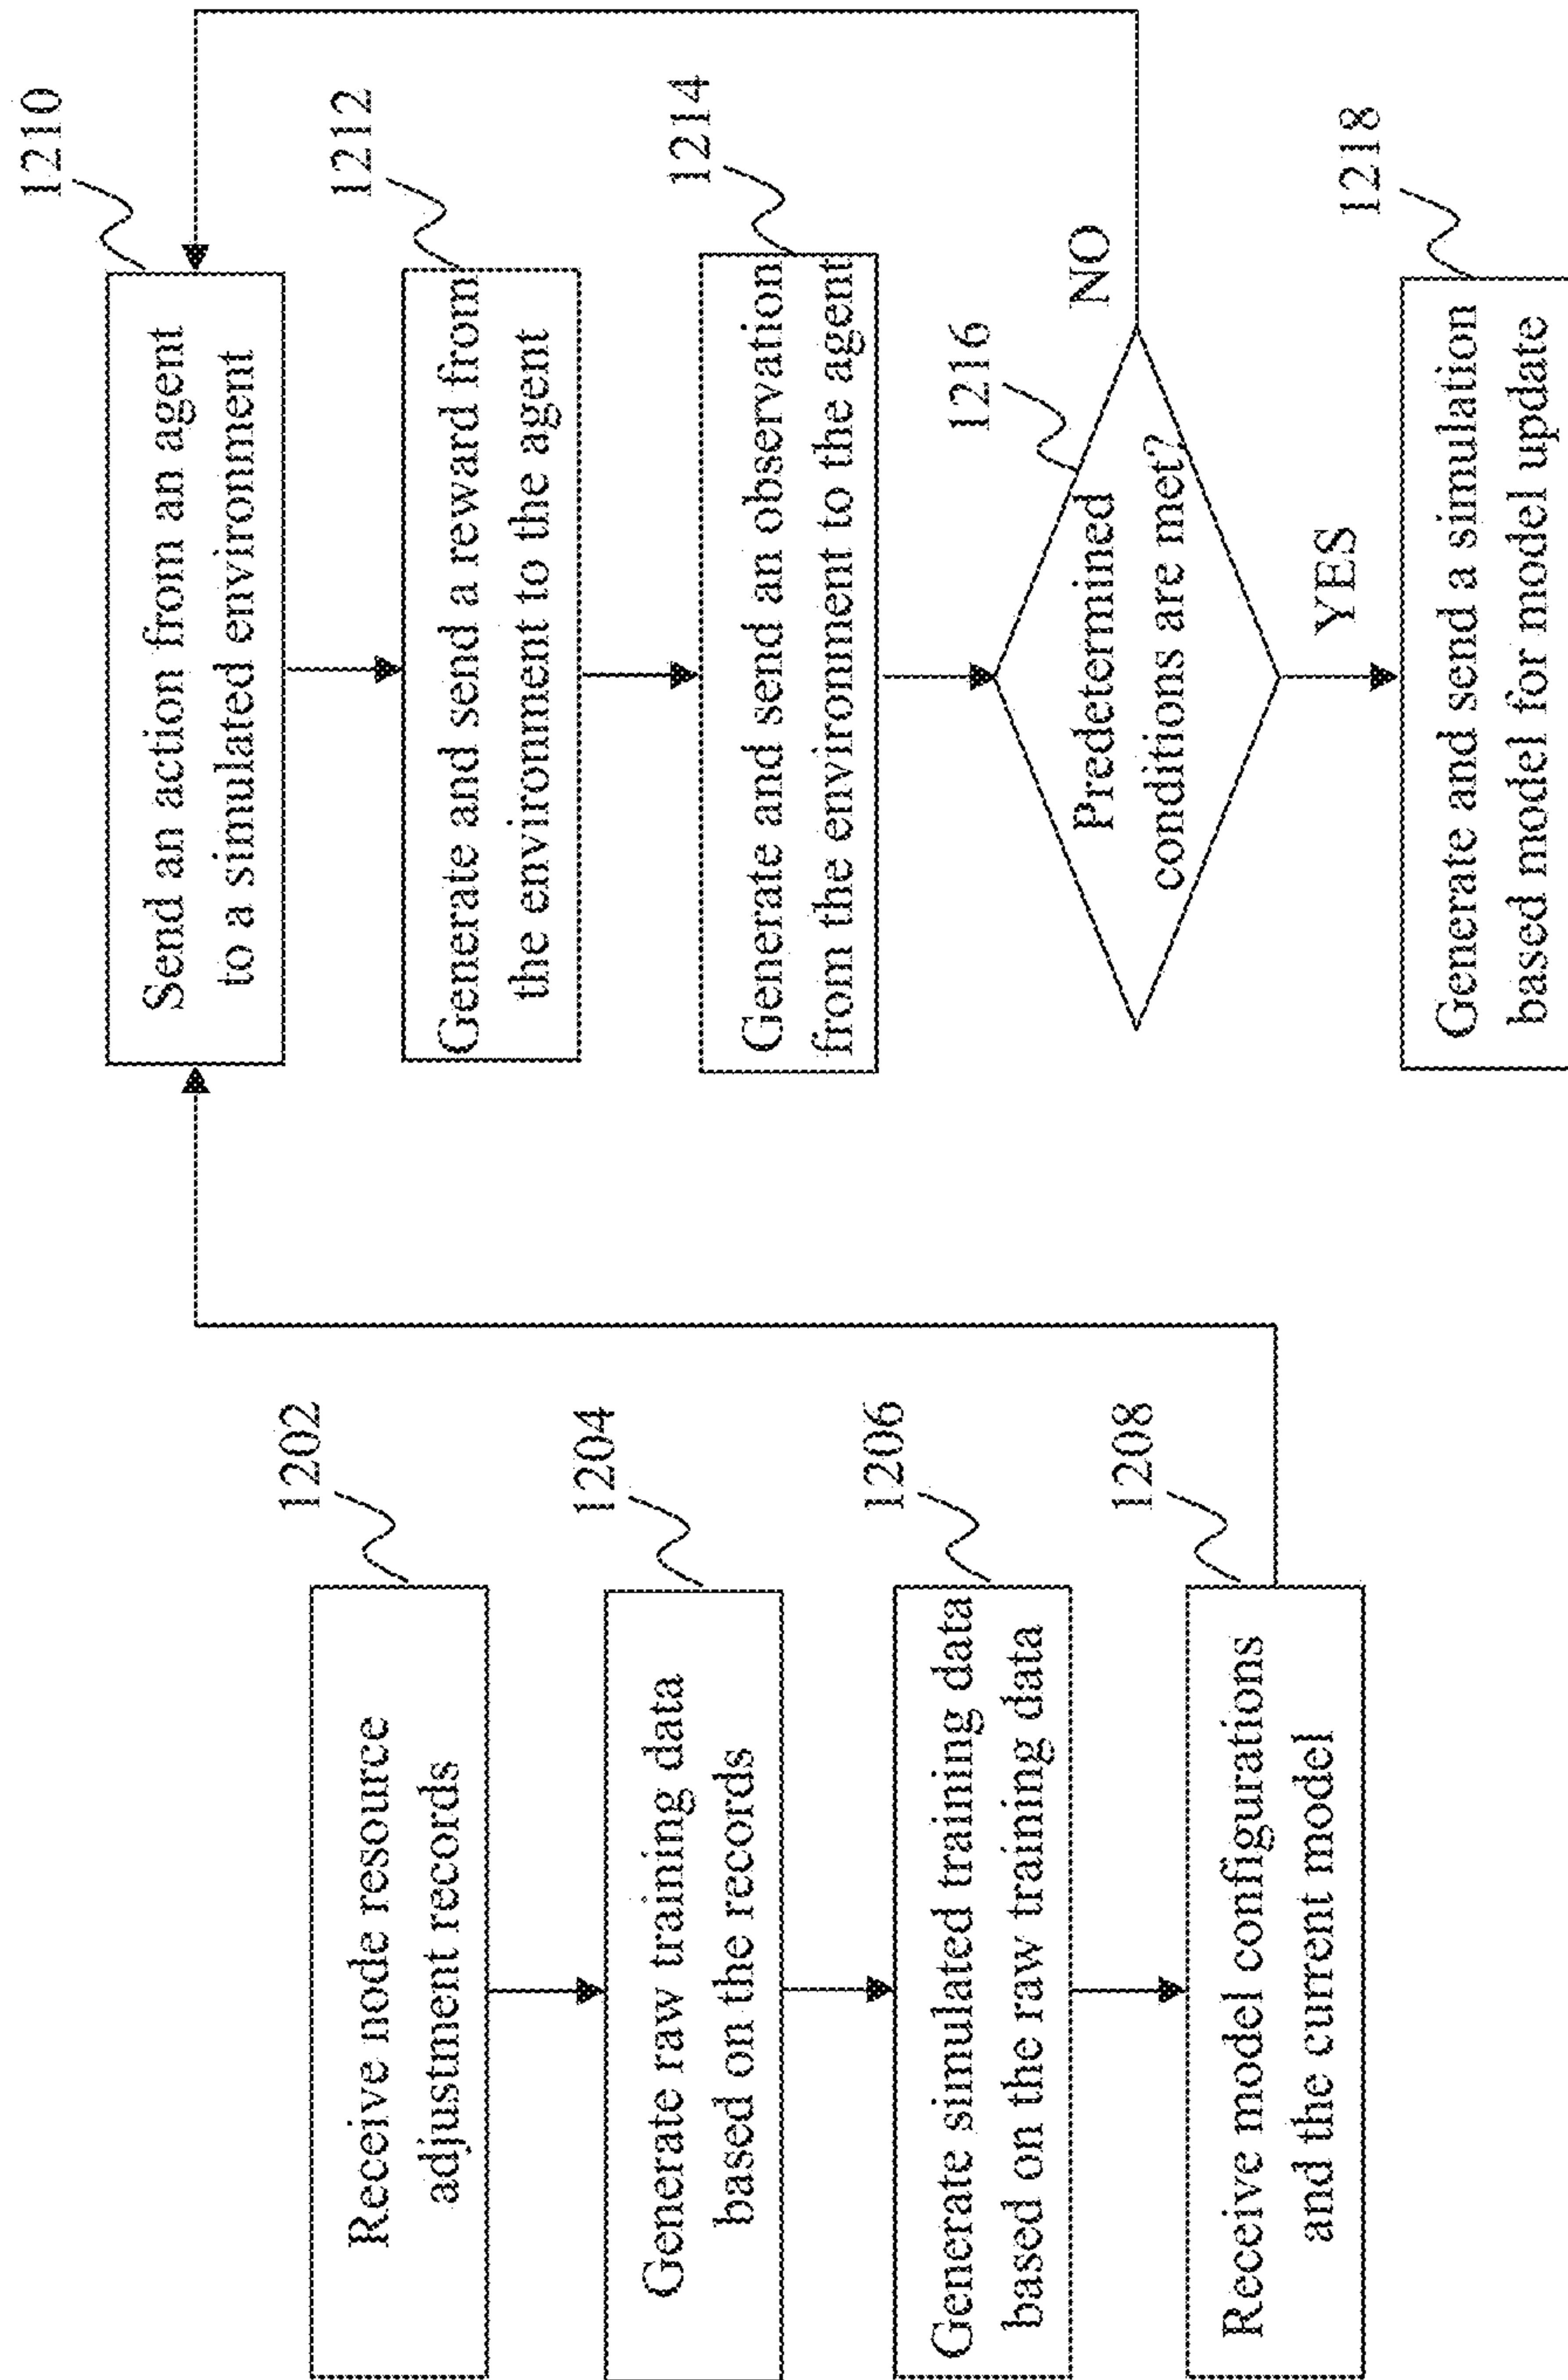 1202
Receive node resource
adjustment records
1204
Generate raw training data
based on the records
1206
Generate simulated training data
based on the raw training data
1208
Receive model configurations
and the current model
1210
Send an action from an agent
to a simulated environment
1212
Generate and send a reward from
the environment to the agent
1214
Generate and send an observation
from the environment to the agent
1216
Predetermined
conditions are met?
NO
YES
1218
Generate and send a simulation
based model for model update